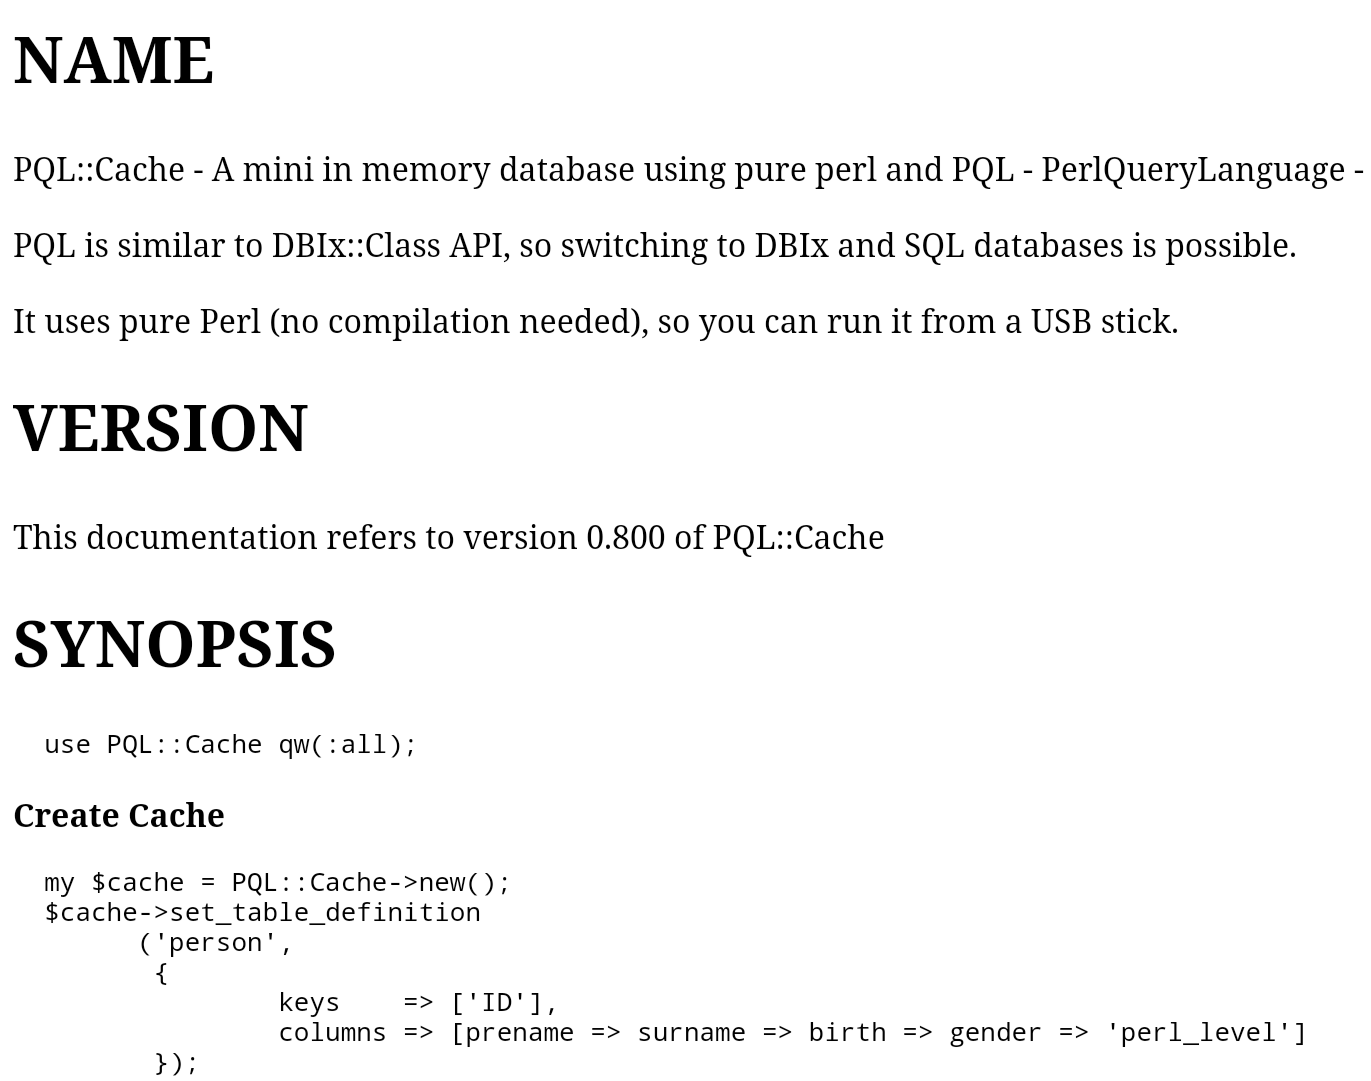 NAME
PQL::Cache - A mini in memory database using pure perl and PQL - PerlQueryLanguage -
PQL is similar to DBIx::Class API, so switching to DBIx and SQL databases is possible.
It uses pure Perl (no compilation needed), so you can run it from a USB stick.
VERSION
This documentation refers to version 0.800 of PQL::Cache
SYNOPSIS
use PQL::Cache qw(:all);
Create Cache
my $cache = PQL::Cache->new();
$cache->set_table_definition
('person',
{
keys    => ['ID'],
columns => [prename => surname => birth => gender => 'perl_level']
});